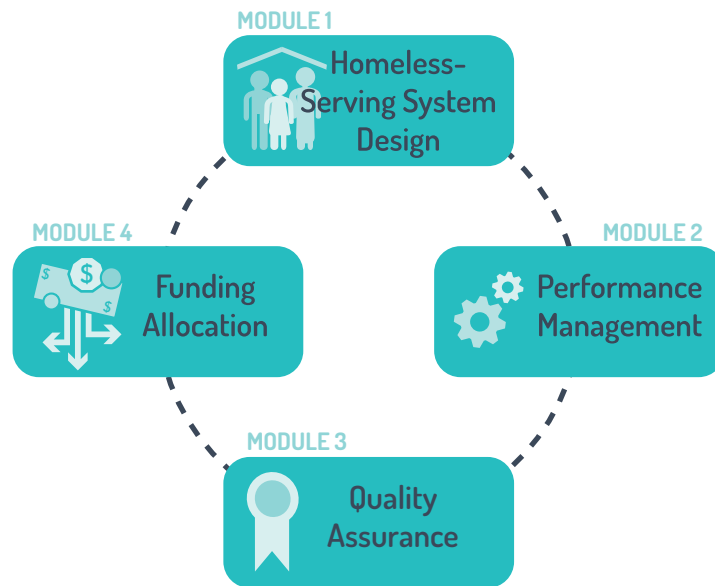 MODULE 1
Homeless-
Serving System
Design
MODULE 2
Performance
Management
MODULE 3
Quality
Assurance
MODULE 4
Funding
Allocation
$
$
$